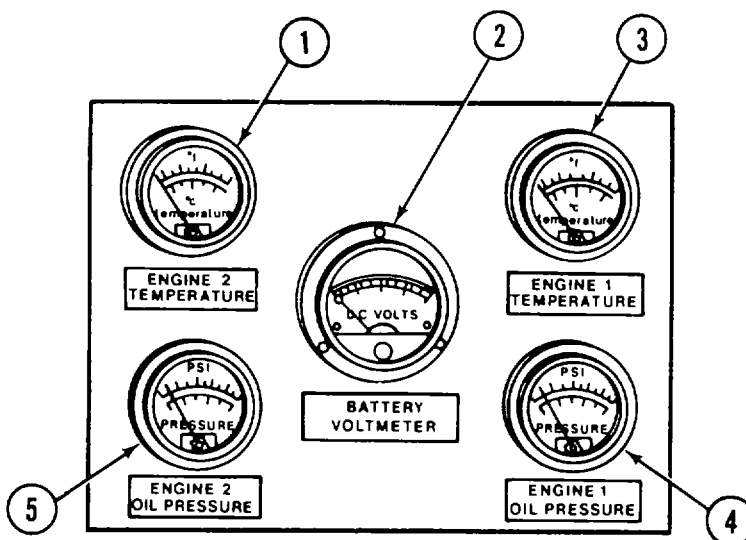 1
2
3
°f
°C
temperature
°f
°C
temperature
ENGINE 2
TEMPERATURE
DC VOLTS
ENGINE 1
TEMPERATURE
BATTERY
VOLTMETER
PSI
PRESSURE
PSI
PRESSURE
5
ENGINE 2
OIL PRESSURE
ENGINE 1
OIL PRESSURE
4